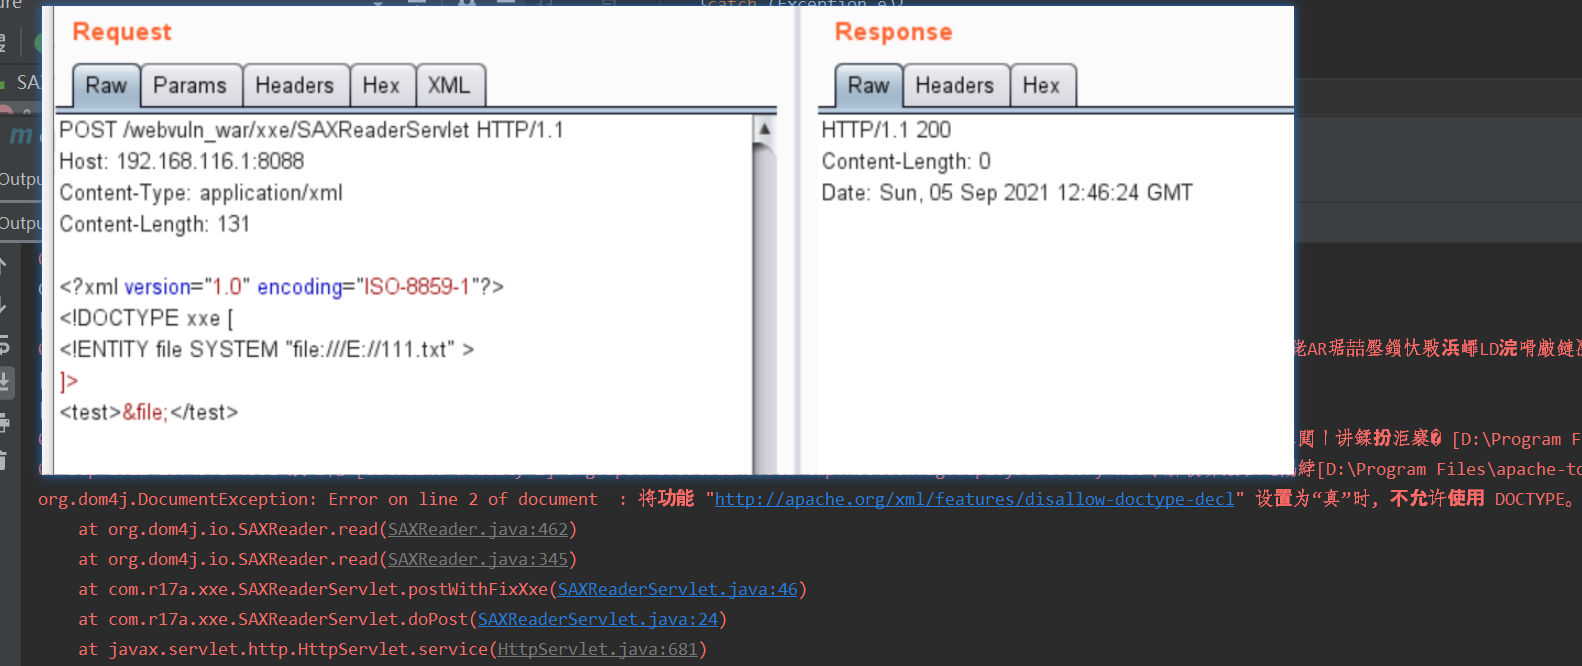 }catch (Exception e){
Request
Raw Params Headers Hex XML
POST /webvuln_war/xxe/SAXReaderServlet HTTP/1.1
Host: 192.168.116.1:8088
Content-Type: application/xml
Content-Length: 131
<?xml version="1.0" encoding="ISO-8859-1"?>
<!DOCTYPE xxe [
<!ENTITY file SYSTEM "file:///E://111.txt" >
]>
<test>&file;</test>
Response
Raw Headers Hex
HTTP/1.1 200
Content-Length: 0
Date: Sun, 05 Sep 2021 12:46:24 GMT
SA
m
Outpu
Outpu
[D:\Program F
[D:\Program Files\apache-to
org.dom4j.DocumentException: Error on line 2 of document  : 将功能 "http://apache.org/xml/features/disallow-doctype-decl" 设置为“真”时, 不允许使用 DOCTYPE。
at org.dom4j.io.SAXReader.read(SAXReader.java:462)
at org.dom4j.io.SAXReader.read(SAXReader.java:345)
at com.r17a.xxe.SAXReaderServlet.postWithFixXxe(SAXReaderServlet.java:46)
at com.r17a.xxe.SAXReaderServlet.doPost(SAXReaderServlet.java:24)
at javax.servlet.http.HttpServlet.service(HttpServlet.java:681)